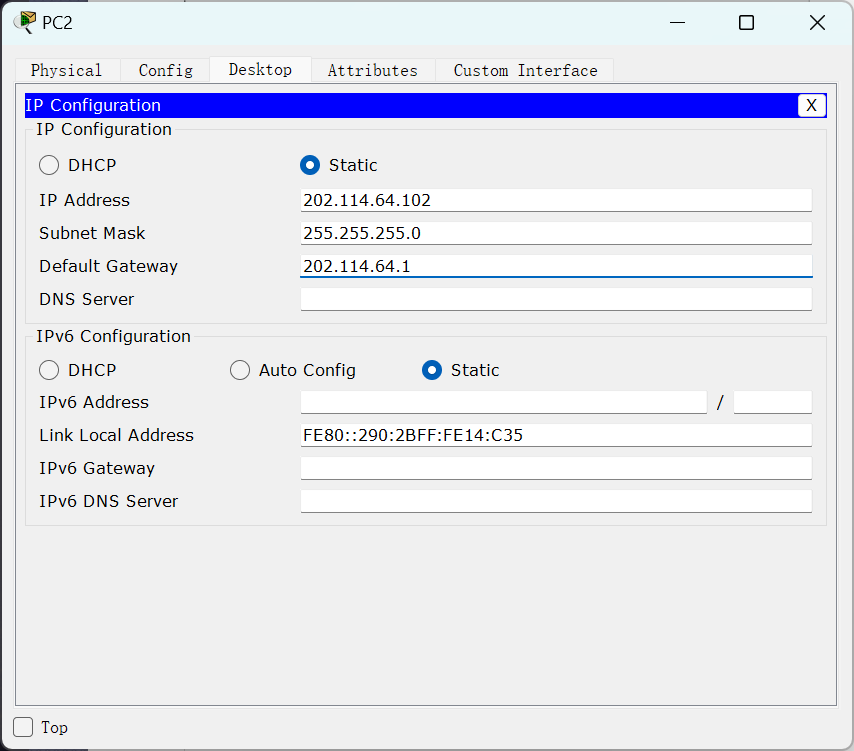 PC2
Physical Config Desktop Attributes Custom Interface
IP Configuration X
IP Configuration
DHCP Static
IP Address 202.114.64.102
Subnet Mask 255.255.255.0
Default Gateway 202.114.64.1
DNS Server
IPv6 Configuration
DHCP Auto Config Static
IPv6 Address /
Link Local Address FE80::290:2BFF:FE14:C35
IPv6 Gateway
IPv6 DNS Server
Top